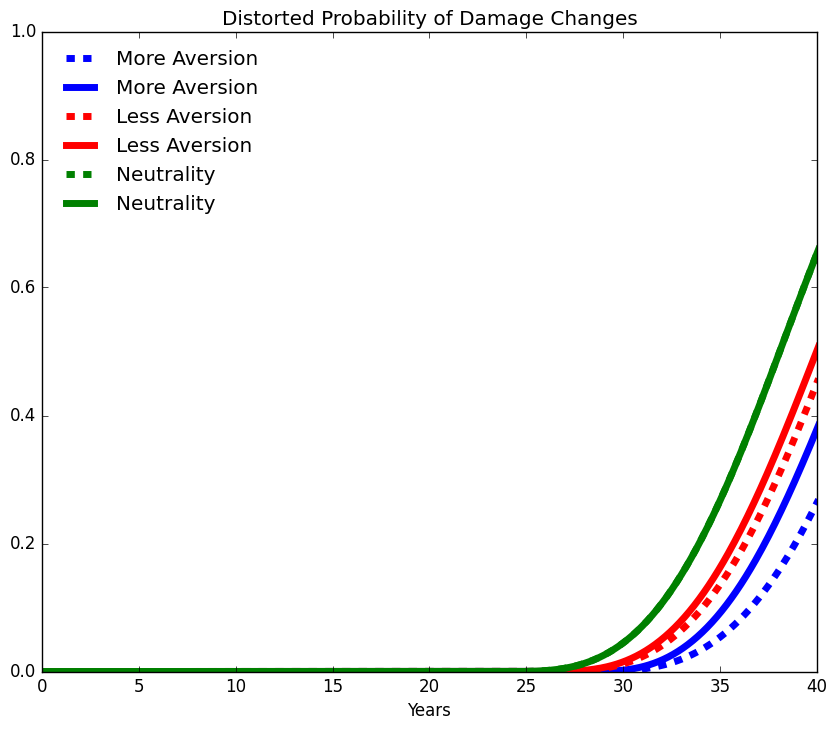 Distorted Probability of Damage Changes
1.0
More Aversion
More Aversion
Less Aversion
Less Aversion
Neutrality
Neutrality
0.8
0.6
0.4
0.2
0.0
0 5 10 15 20 25 30 35 40
Years